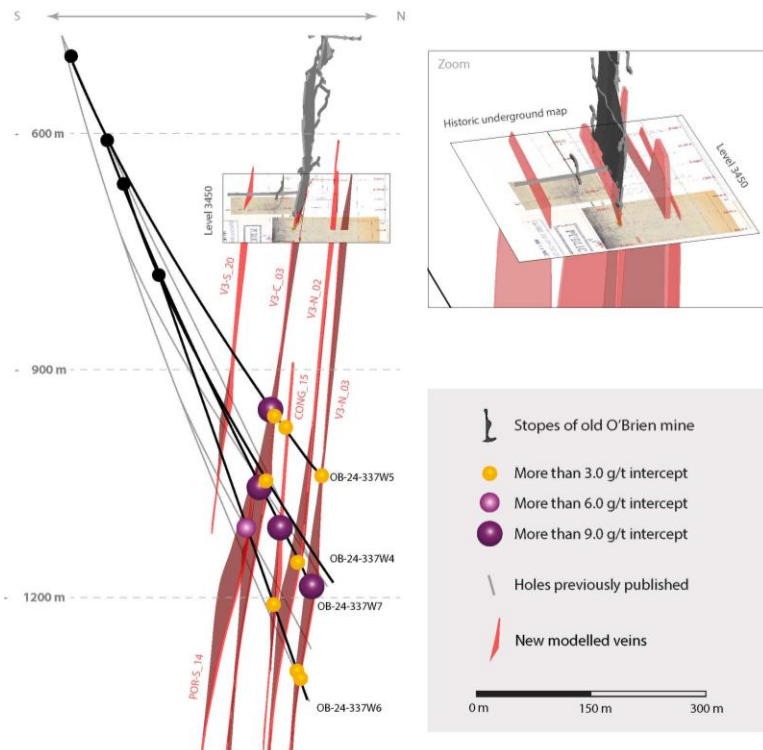 S
N
- 600 m
Level 3450
V3-S_20
V3-C_03
V3-N_02
- 900 m
CONG_15
V3-N_03
OB-24-337W5
OB-24-337W4
- 1200 m
OB-24-337W7
POR-S_14
OB-24-337W6
Zoom
Historic underground map
Level 3450
PUBLIC
Stopes of old O'Brien mine
More than 3.0 g/t intercept
More than 6.0 g/t intercept
More than 9.0 g/t intercept
Holes previously published
New modelled veins
0 m
150 m
300 m